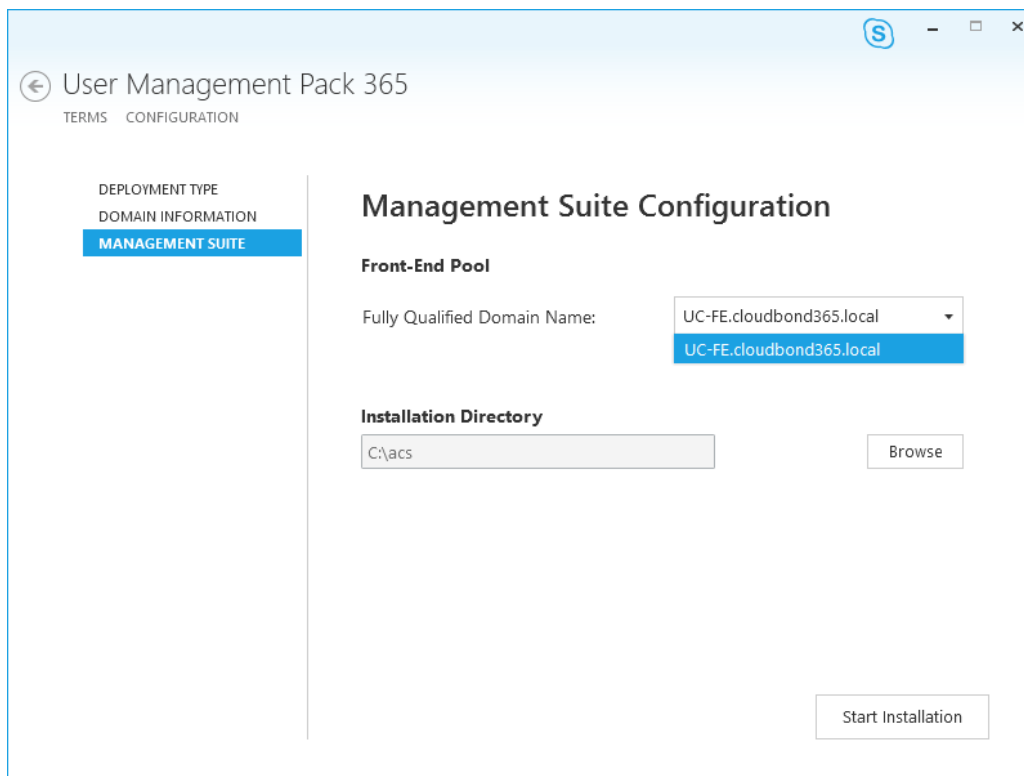 User Management Pack 365
TERMS CONFIGURATION
DEPLOYMENT TYPE
DOMAIN INFORMATION
MANAGEMENT SUITE
Management Suite Configuration
Front-End Pool
Fully Qualified Domain Name:
UC-FE.cloudbond365.local
UC-FE.cloudbond365.local
Installation Directory
C:\acs
Browse
Start Installation